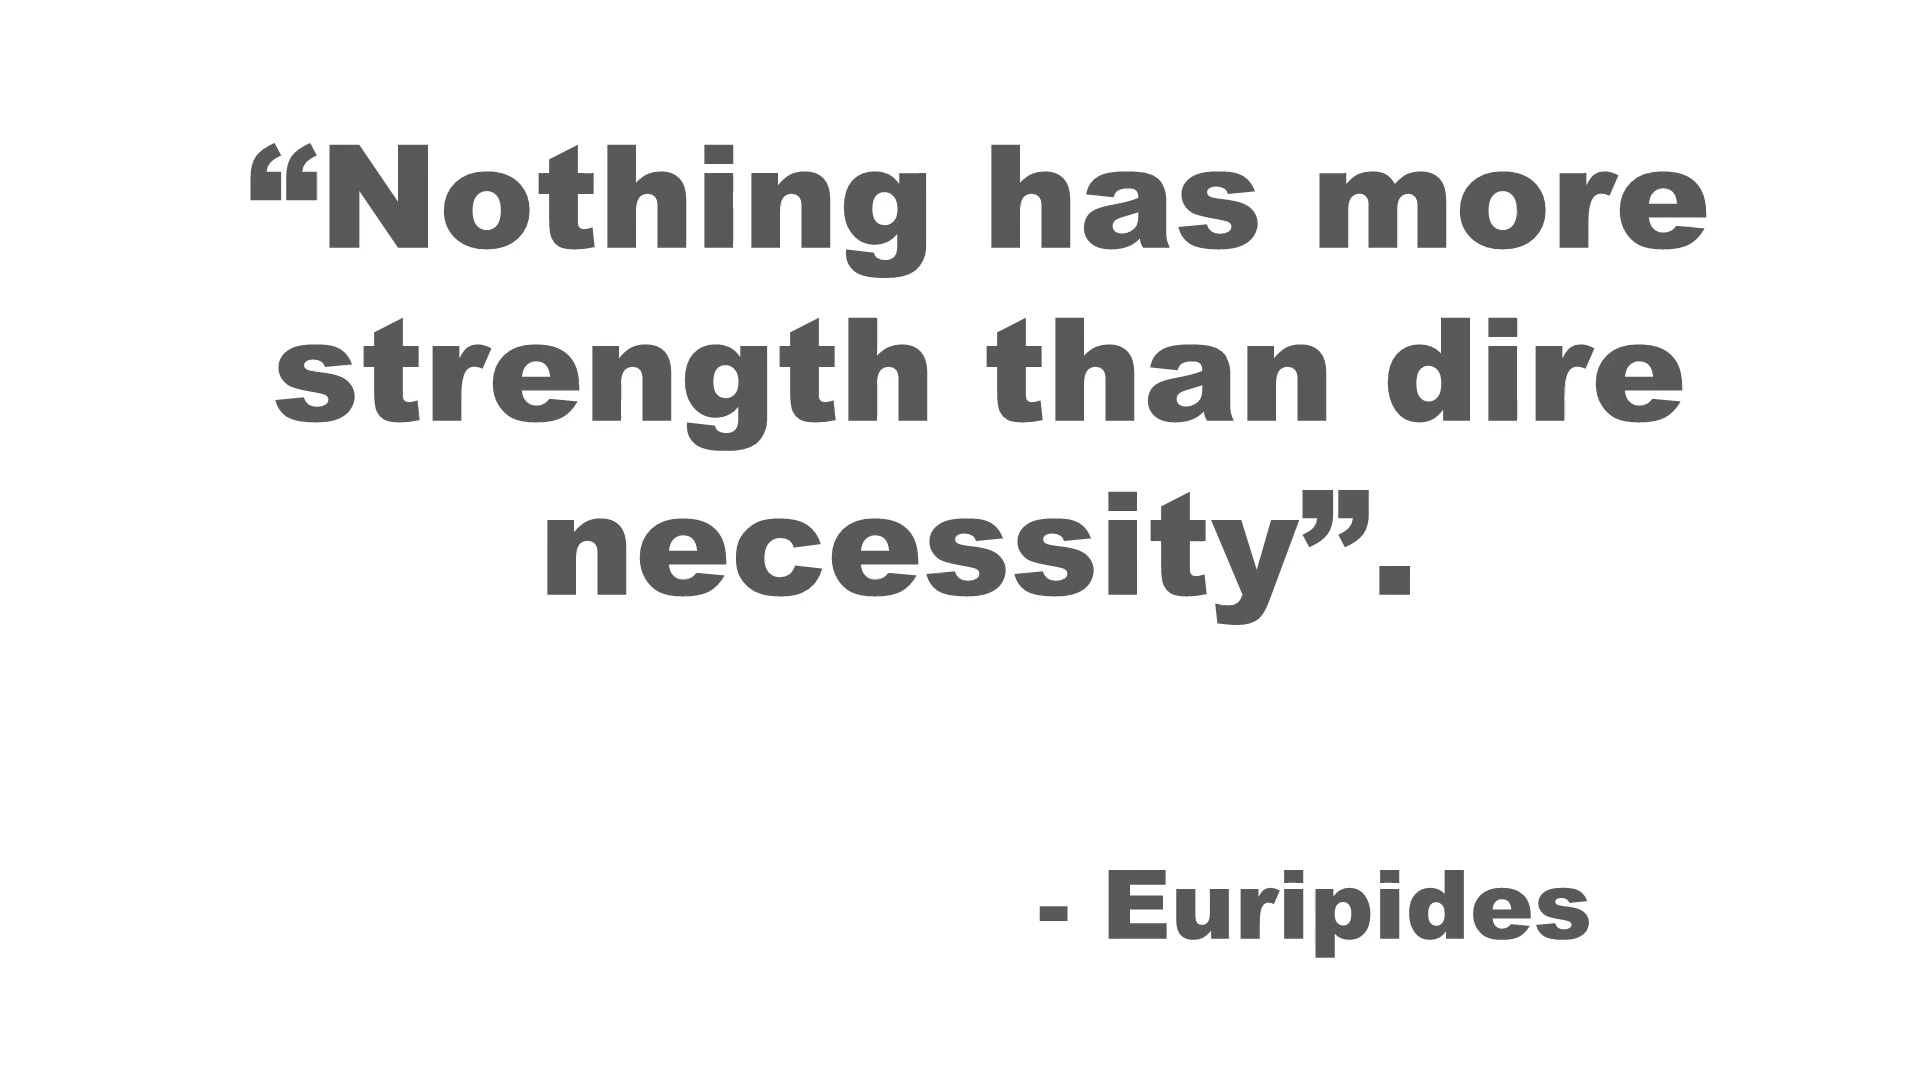 “Nothing has more
strength than dire
necessity”.
- Euripides